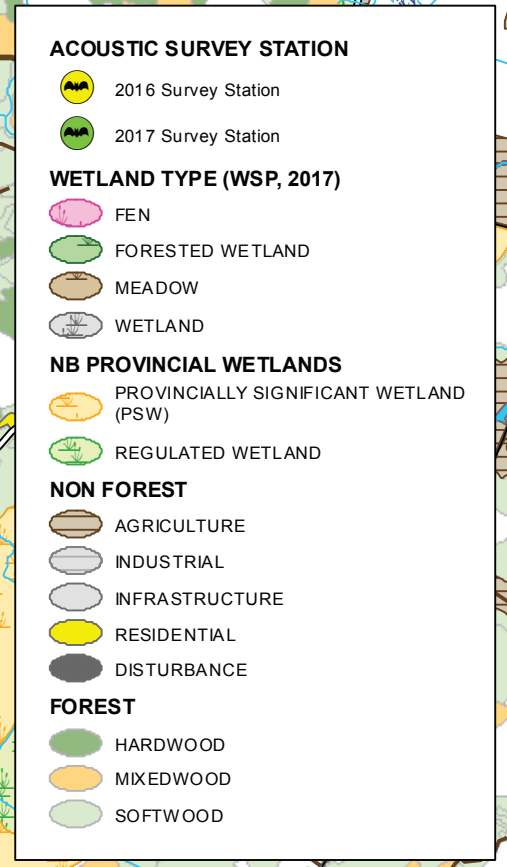 ACOUSTIC SURVEY STATION
2016 Survey Station
2017 Survey Station
WETLAND TYPE (WSP, 2017)
FEN
FORESTED WETLAND
MEADOW
WETLAND
NB PROVINCIAL WETLANDS
PROVINCIALLY SIGNIFICANT WETLAND
(PSW)
REGULATED WETLAND
NON FOREST
AGRICULTURE
INDUSTRIAL
INFRASTRUCTURE
RESIDENTIAL
DISTURBANCE
FOREST
HARDWOOD
MIXEDWOOD
SOFTWOOD